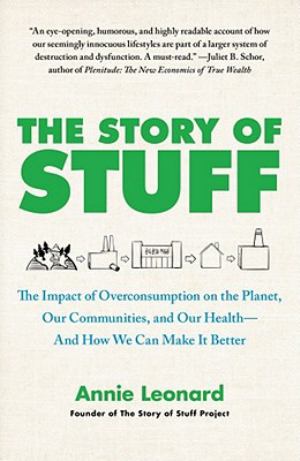 “An eye-opening, humorous, and highly readable account of how
our seemingly innocuous lifestyles are part of a larger system of
destruction and dysfunction. A must-read.” —Juliet B. Schor,
author of Plenitude: The New Economics of True Wealth
THE STORY OF
STUFF
The Impact of Overconsumption on the Planet,
Our Communities, and Our Health—
And How We Can Make It Better
Annie Leonard
Founder of The Story of Stuff Project